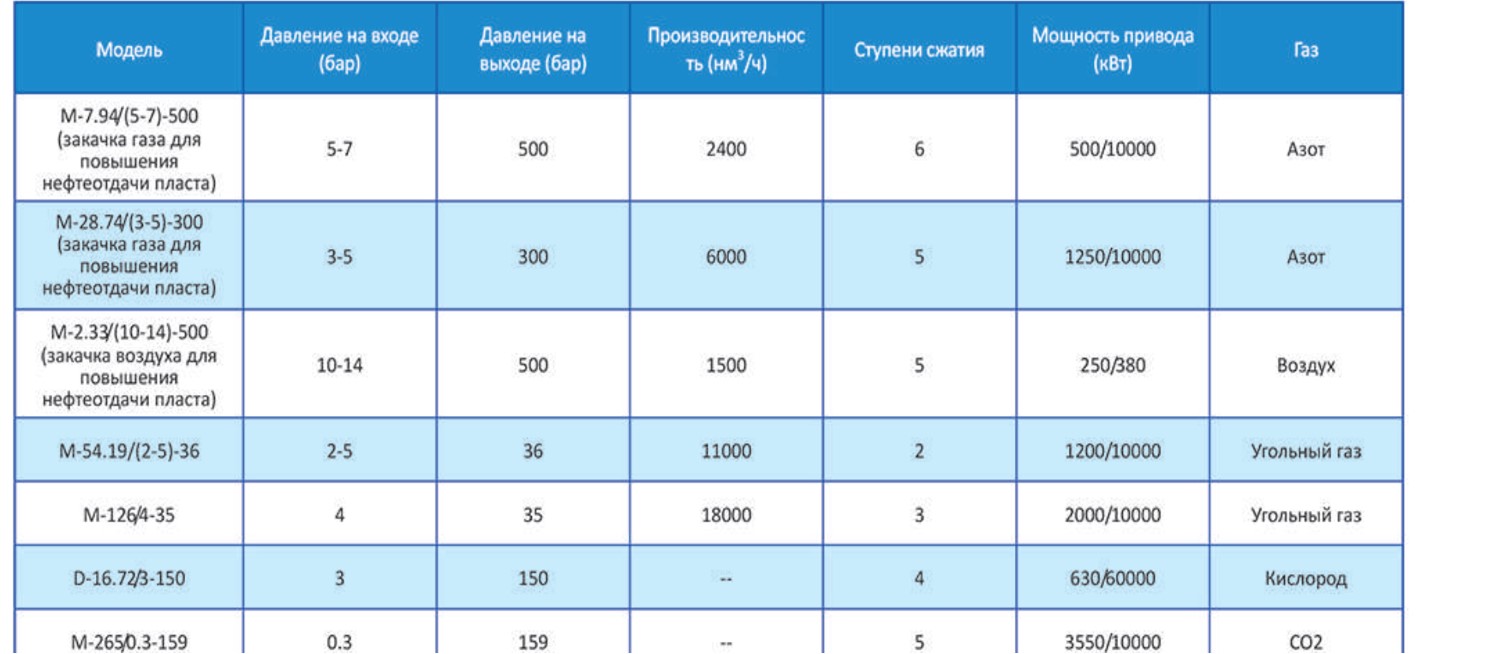 Модель
Давление на входе
(бар)
Давление на
выходе (бар)
Производительнос
ть (нм³/ч)
Ступени сжатия
Мощность привода
(кВт)
Газ
М-7.94/(5-7)-500
(закачка газа для
повышения
нефтеотдачи пласта)
5-7
500
2400
6
500/10000
Азот
М-28.74/(3-5)-300
(закачка газа для
повышения
нефтеотдачи пласта)
3-5
300
6000
5
1250/10000
Азот
М-2.33/(10-14)-500
(закачка воздуха для
повышения
нефтеотдачи пласта)
10-14
500
1500
5
250/380
Воздух
М-54.19/(2-5)-36
2-5
36
11000
2
1200/10000
Угольный газ
М-126/4-35
4
35
18000
3
2000/10000
Угольный газ
D-16.72/3-150
3
150
--
4
630/60000
Кислород
М-265/0.3-159
0.3
159
--
5
3550/10000
СО2